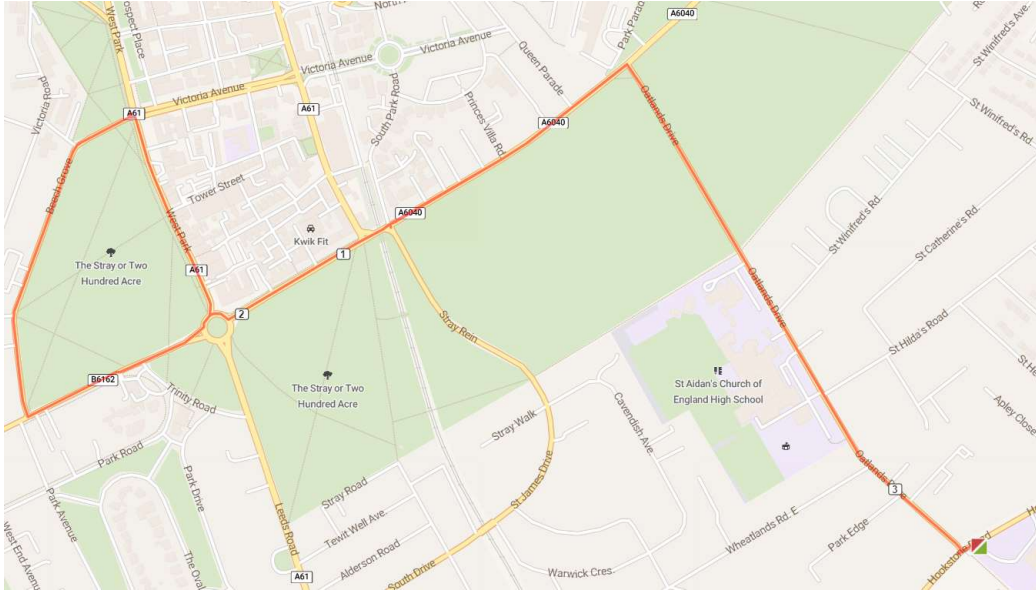 West Park
Prospect Place
A6040
Victoria Avenue
Victoria Avenue
Queen Parade
Park Parade
St Winifred's Ave.
Victoria Road
Victoria Avenue
A61
A61
South Park Road
Princes Villa Rd.
A6040
Oatlands Drive
St Winifred's Rd.
Beech Grove
Tower Street
West Park
A6040
Kwik Fit
1
St Winifred's Rd.
St Catherine's Rd.
The Stray or Two
Hundred Acre
A61
2
Stray Rein
Oatlands Drive
St Hilda's Road
B6162
Trinity Road
The Stray or Two
Hundred Acre
St Aidan's Church of
England High School
Stray Walk
Cavendish Ave.
Apley Close
Park Road
Park Drive
Park Avenue
Stray Road
St James Drive
Oatlands Drive
3
Leeds Road
Tewit Well Ave.
Wheatlands Rd. E
Park Edge
West End Avenue
The Oval
Alderson Road
South Drive
A61
Warwick Cres.
Hookstone Road